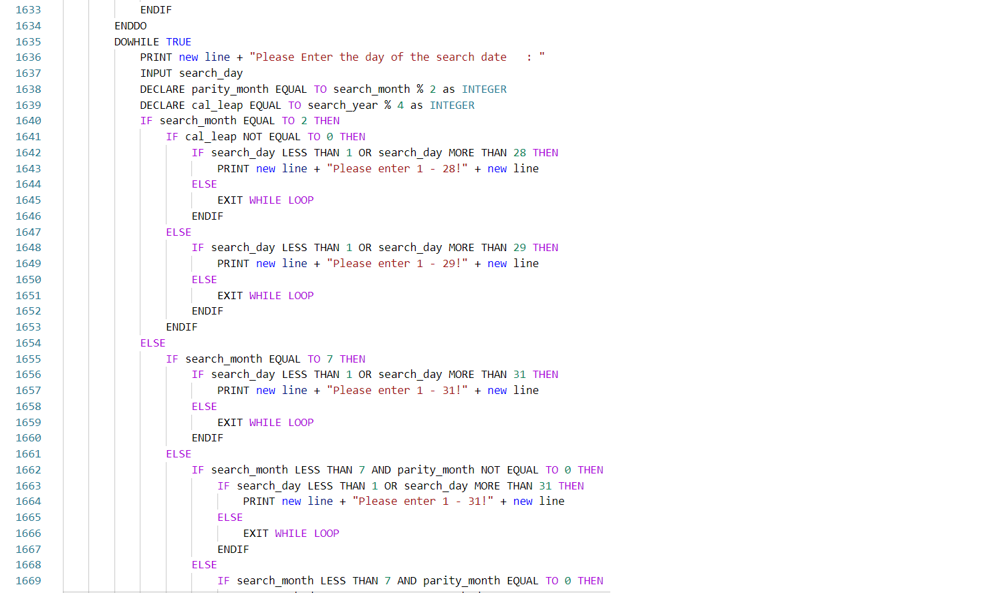 1633 ENDIF
1634 ENDDO
1635 DOWHILE TRUE
1636 PRINT new line + "Please Enter the day of the search date   : "
1637 INPUT search_day
1638 DECLARE parity_month EQUAL TO search_month % 2 as INTEGER
1639 DECLARE cal_leap EQUAL TO search_year % 4 as INTEGER
1640 IF search_month EQUAL TO 2 THEN
1641 IF cal_leap NOT EQUAL TO 0 THEN
1642 IF search_day LESS THAN 1 OR search_day MORE THAN 28 THEN
1643 PRINT new line + "Please enter 1 - 28!" + new line
1644 ELSE
1645 EXIT WHILE LOOP
1646 ENDIF
1647 ELSE
1648 IF search_day LESS THAN 1 OR search_day MORE THAN 29 THEN
1649 PRINT new line + "Please enter 1 - 29!" + new line
1650 ELSE
1651 EXIT WHILE LOOP
1652 ENDIF
1653 ENDIF
1654 ELSE
1655 IF search_month EQUAL TO 7 THEN
1656 IF search_day LESS THAN 1 OR search_day MORE THAN 31 THEN
1657 PRINT new line + "Please enter 1 - 31!" + new line
1658 ELSE
1659 EXIT WHILE LOOP
1660 ENDIF
1661 ELSE
1662 IF search_month LESS THAN 7 AND parity_month NOT EQUAL TO 0 THEN
1663 IF search_day LESS THAN 1 OR search_day MORE THAN 31 THEN
1664 PRINT new line + "Please enter 1 - 31!" + new line
1665 ELSE
1666 EXIT WHILE LOOP
1667 ENDIF
1668 ELSE
1669 IF search_month LESS THAN 7 AND parity_month EQUAL TO 0 THEN